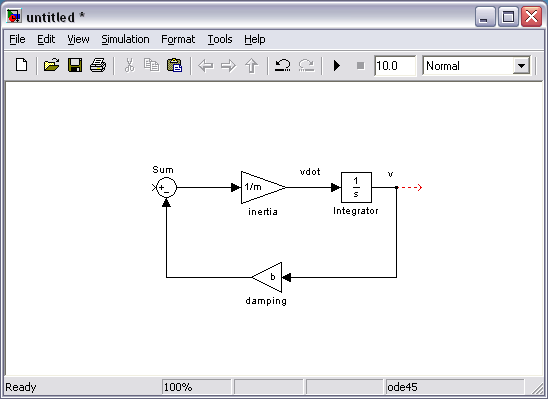 untitled *
File Edit View Simulation Format Tools Help
10.0 Normal
Sum
+
_
1/m
inertia
vdot
1
s
Integrator
v
b
damping
Ready 100% ode45